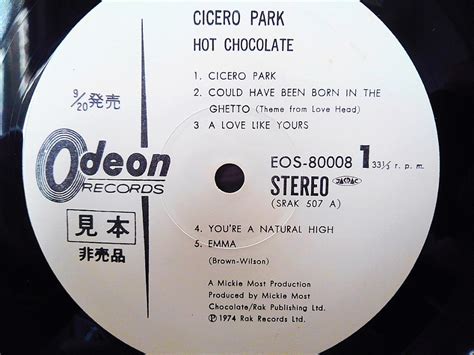 CICERO PARK
HOT CHOCOLATE
1. CICERO PARK
2. COULD HAVE BEEN BORN IN THE
GHETTO (Theme from Love Head)
3 A LOVE LIKE YOURS
9/20発売
Odeon
RECORDS
見本
非売品
EOS-80008 1 33⅓ r. p. m.
STEREO
(SRAK 507 A)
4. YOU'RE A NATURAL HIGH
5. EMMA
(Brown-Wilson)
A Mickie Most Production
Produced by Mickie Most
Chocolate/Rak Publishing Ltd.
℗ 1974 Rak Records Ltd.